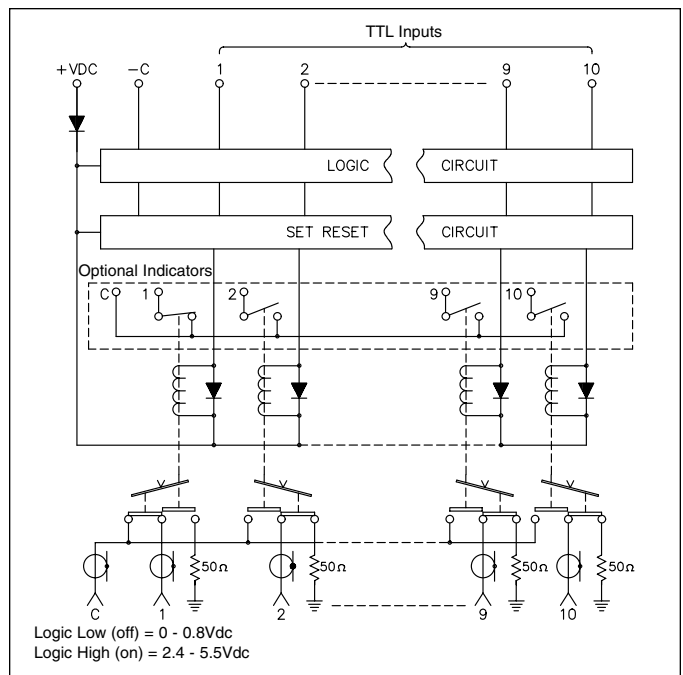 TTL Inputs
+VDC -C 1 2 9 10
LOGIC CIRCUIT
SET RESET CIRCUIT
Optional Indicators
C 1 2 9 10
50Ω 50Ω 50Ω 50Ω
C 1 2 9 10
Logic Low (off) = 0 - 0.8Vdc
Logic High (on) = 2.4 - 5.5Vdc